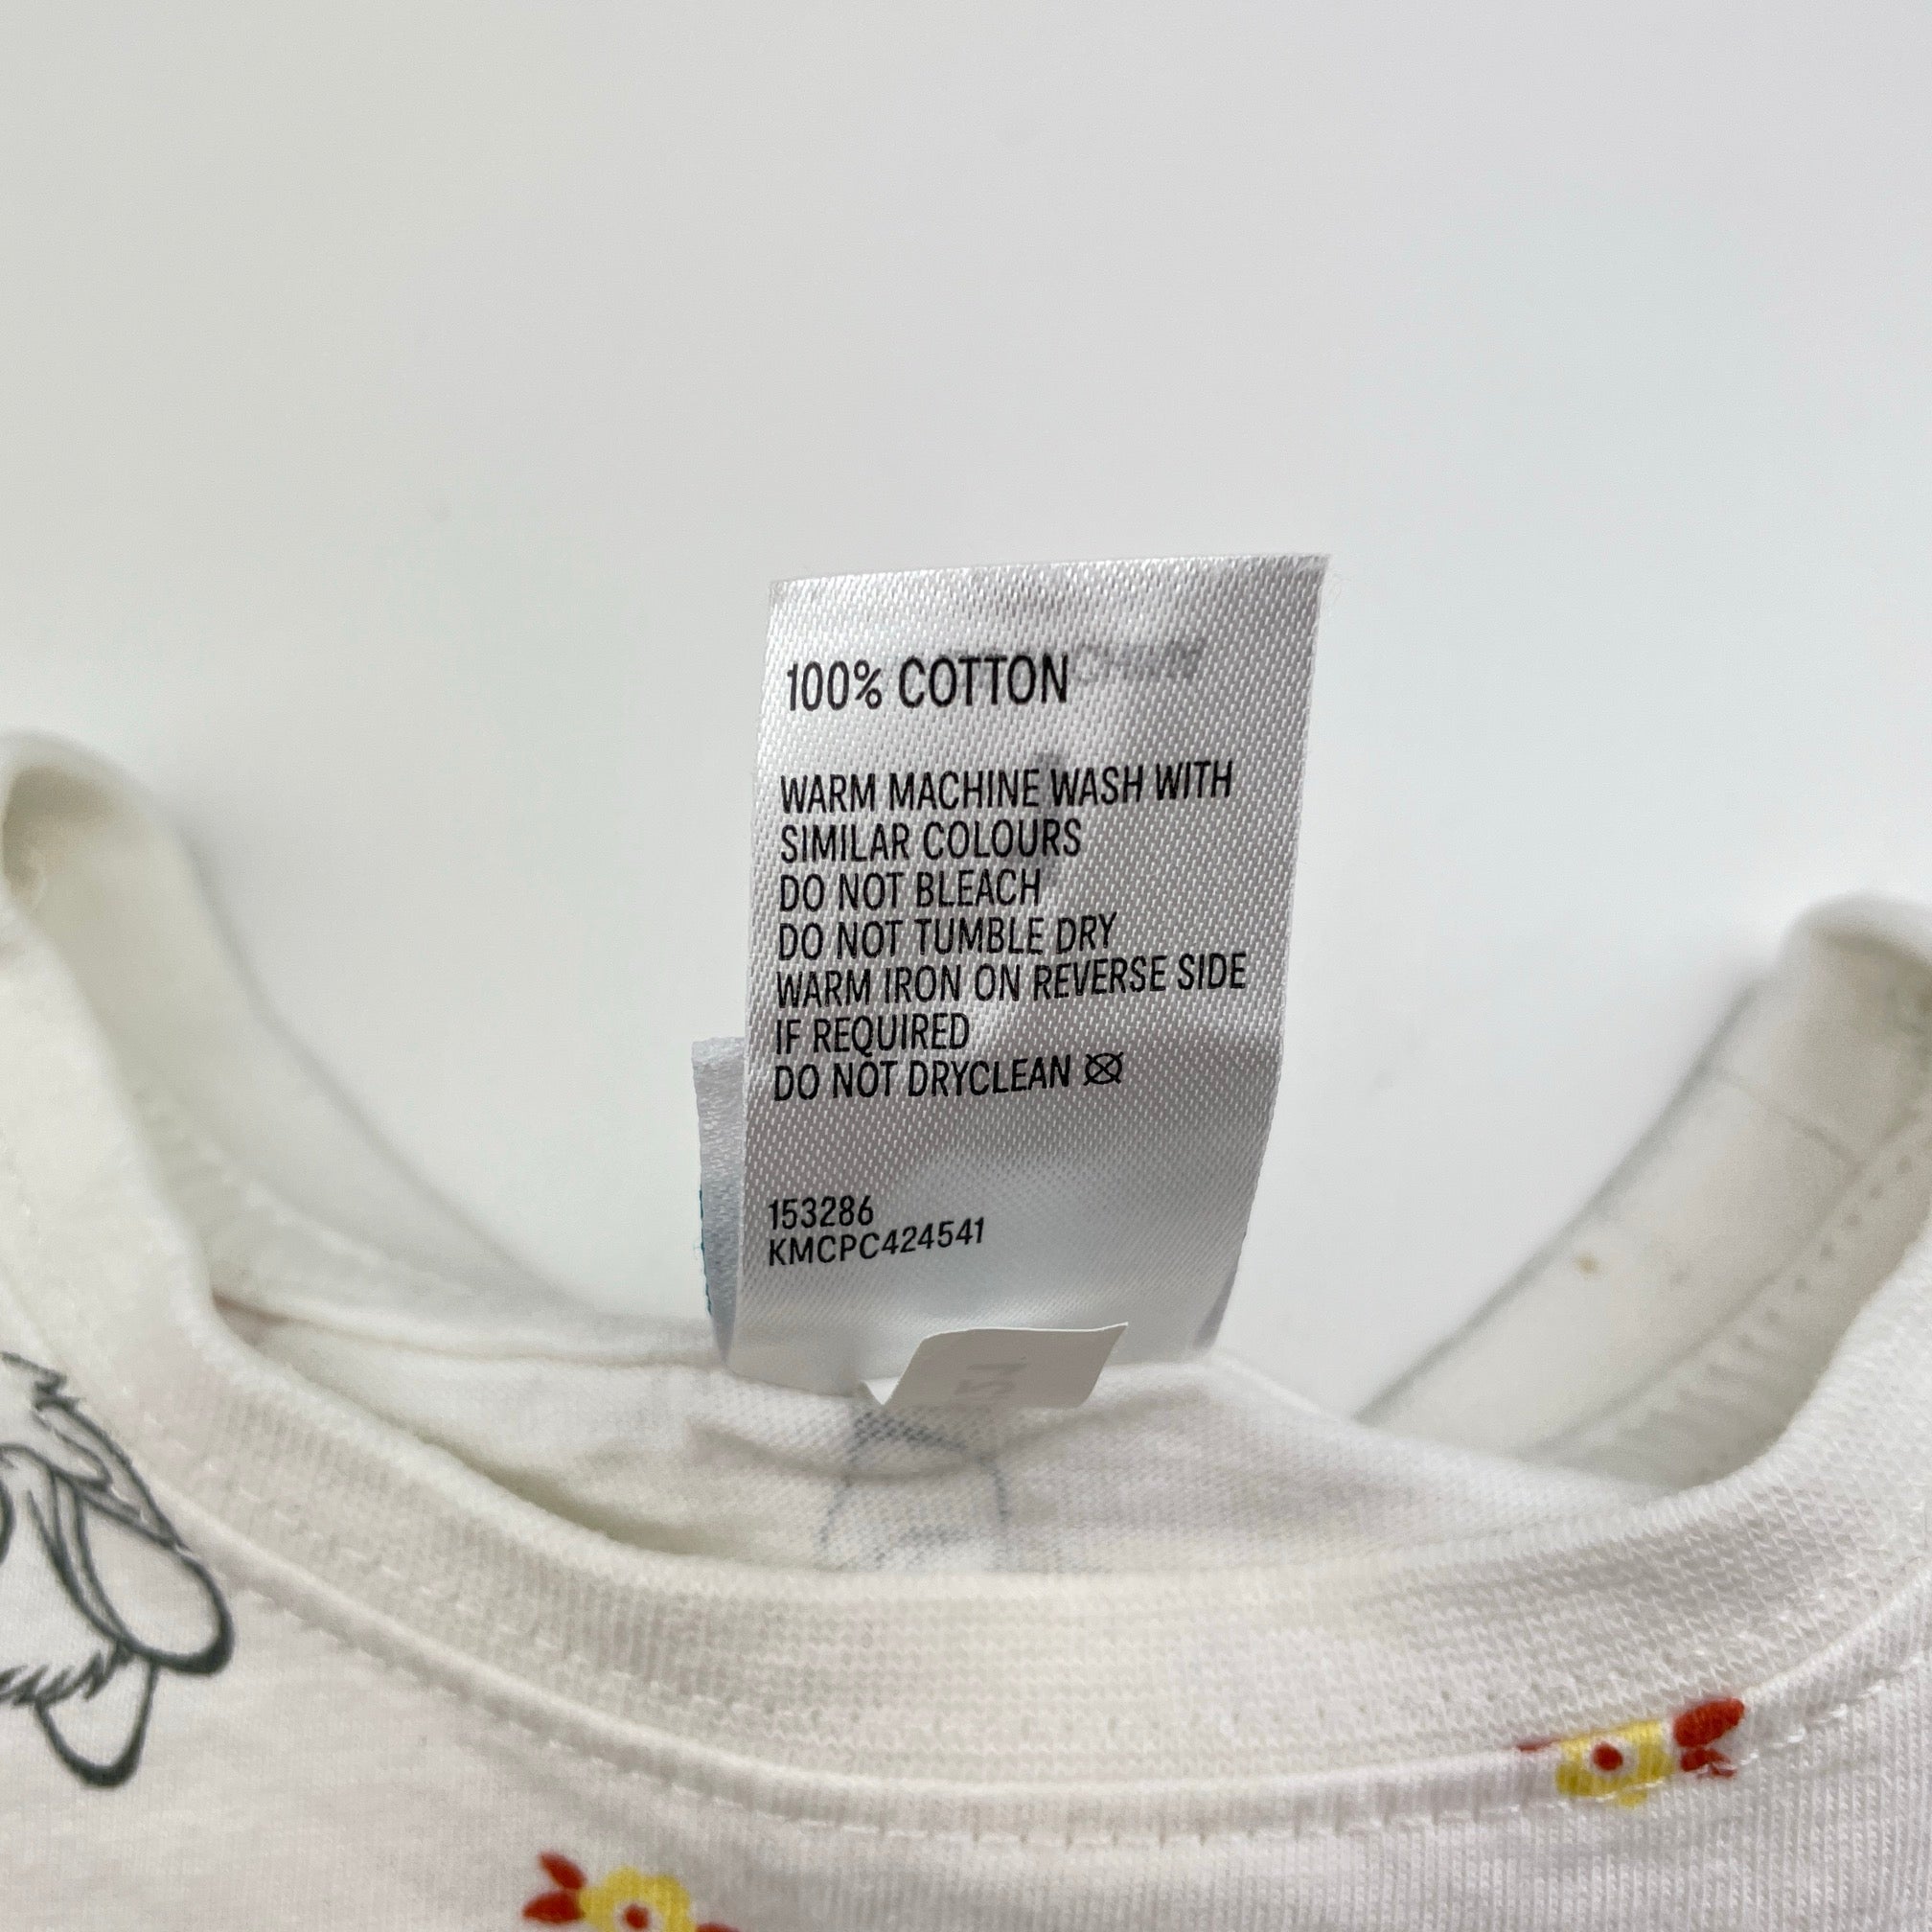 100% COTTON
WARM MACHINE WASH WITH
SIMILAR COLOURS
DO NOT BLEACH
DO NOT TUMBLE DRY
WARM IRON ON REVERSE SIDE
IF REQUIRED
DO NOT DRYCLEAN
153286
KMCPC424541